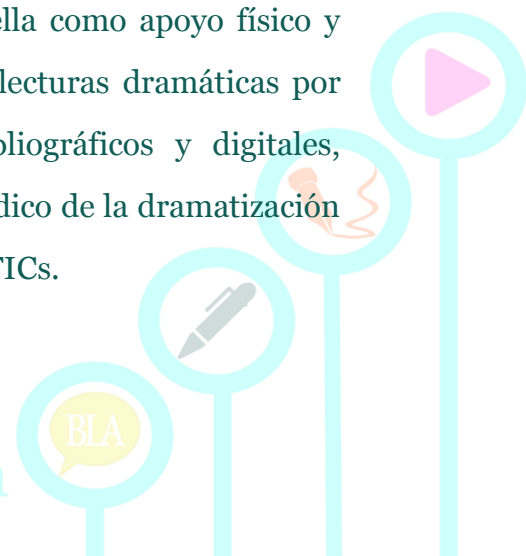 ella como apoyo físico y
lecturas dramáticas por
bliográficos y digitales,
dico de la dramatización
TICs.
BLA